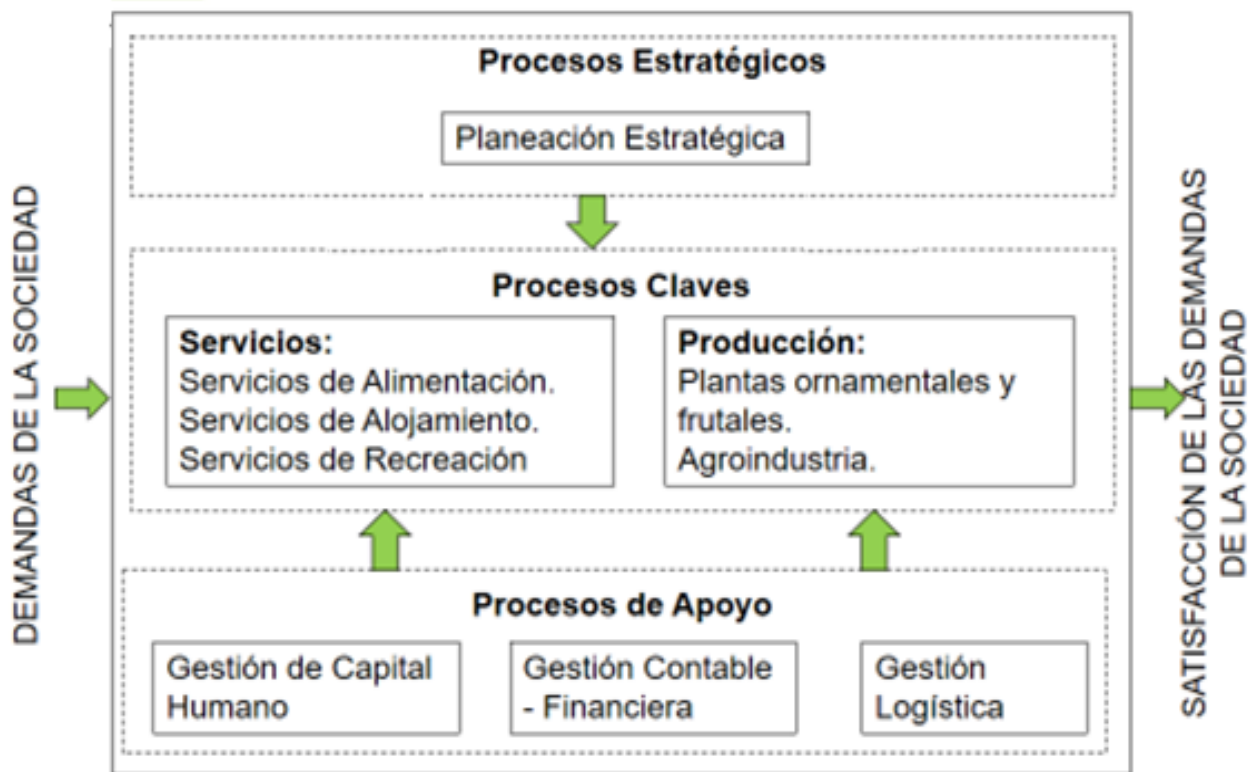 Procesos Estratégicos
Planeación Estratégica
DEMANDAS DE LA SOCIEDAD
Procesos Claves
Servicios:
Servicios de Alimentación.
Servicios de Alojamiento.
Servicios de Recreación
Producción:
Plantas ornamentales y
frutales.
Agroindustria.
Procesos de Apoyo
Gestión de Capital
Humano
Gestión Contable
- Financiera
Gestión
Logística
SATISFACCIÓN DE LAS DEMANDAS
DE LA SOCIEDAD